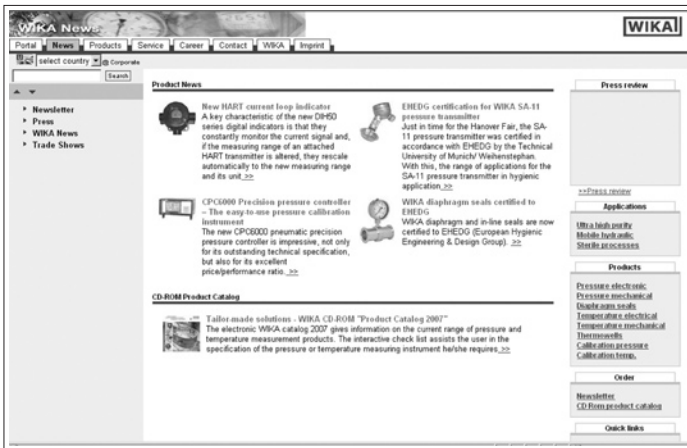 WIKA News
WIKA
Portal News Products Service Career Contact WIKA Imprint
select country @ Corporate
Search
Newsletter
Press
WIKA News
Trade Shows
Product News
New HART current loop indicator
A key characteristic of the new DIH50
series digital indicators is that they
constantly monitor the current signal and,
if the measuring range of an attached
HART transmitter is altered, they rescale
automatically to the new measuring range
and its unit >>
EHEDG certification for WIKA SA-11
pressure transmitter
Just in time for the Hanover Fair, the SA-
11 pressure transmitter was certified in
accordance with EHEDG by the Technical
University of Munich/ Weihenstephan.
With this, the range of applications for the
SA-11 pressure transmitter in hygienic
application >>
CPC6000 Precision pressure controller
– The easy-to-use pressure calibration
instrument
The new CPC6000 pneumatic precision
pressure controller is impressive, not only
for its outstanding technical specification,
but also for its excellent
price/performance ratio. >>
WIKA diaphragm seals certified to
EHEDG
WIKA diaphragm and in-line seals are now
certified to EHEDG (European Hygienic
Engineering & Design Group). >>
CD-ROM Product Catalog
Tailor-made solutions - WIKA CD-ROM "Product Catalog 2007"
The electronic WIKA catalog 2007 gives information on the current range of pressure and
temperature measurement products. The interactive check list assists the user in the
specification of the pressure or temperature measuring instrument he/she requires >>
Press review
>>Press review
Applications
Ultra high purity
Mobile hydraulic
Sterile processes
Products
Pressure electronic
Pressure mechanical
Diaphragm seals
Temperature electrical
Temperature mechanical
Thermowells
Calibration pressure
Calibration temp.
Order
Newsletter
CD Rom product catalog
Quick links